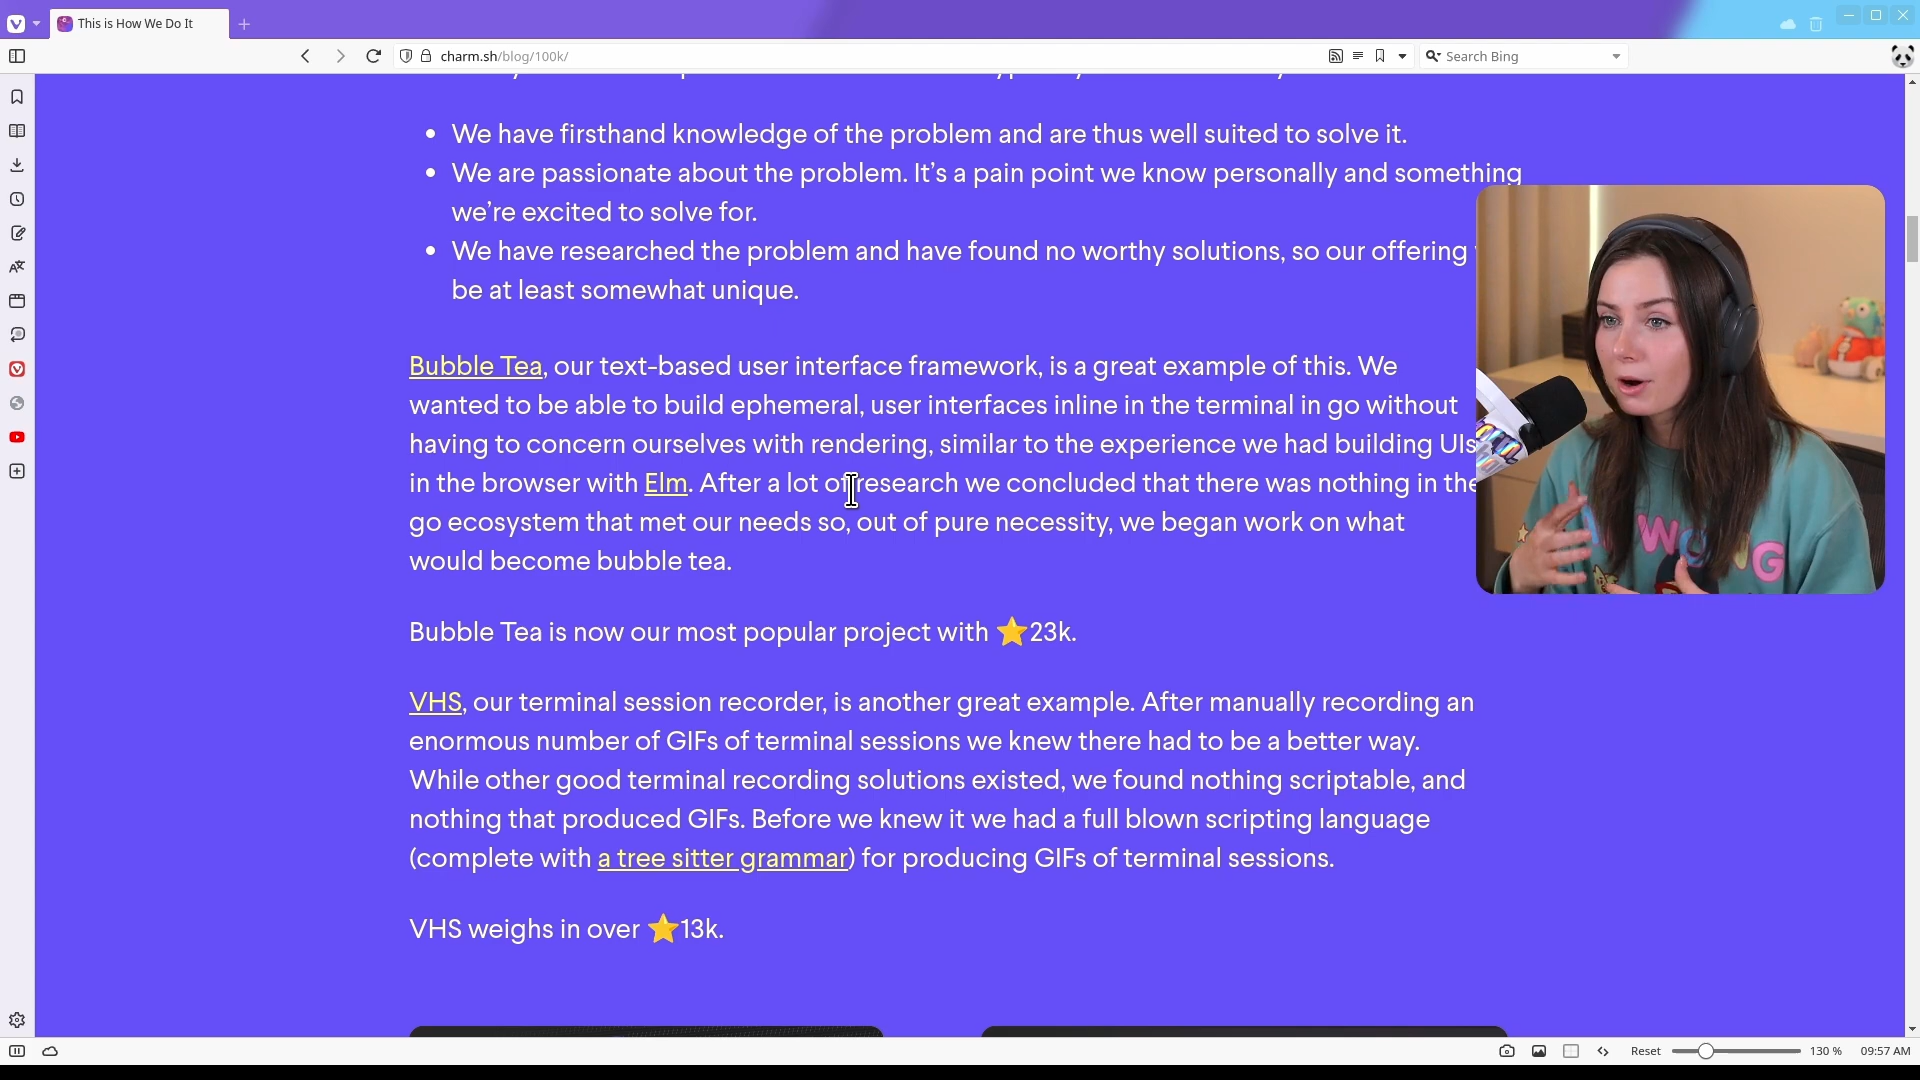 This is How We Do It
charm.sh/blog/100k/
Search Bing
We have firsthand knowledge of the problem and are thus well suited to solve it.
We are passionate about the problem. It’s a pain point we know personally and something
we’re excited to solve for.
We have researched the problem and have found no worthy solutions, so our offering
be at least somewhat unique.
Bubble Tea, our text-based user interface framework, is a great example of this. We
wanted to be able to build ephemeral, user interfaces inline in the terminal in go without
having to concern ourselves with rendering, similar to the experience we had building UIs
in the browser with Elm. After a lot of research we concluded that there was nothing in the
go ecosystem that met our needs so, out of pure necessity, we began work on what
would become bubble tea.
Bubble Tea is now our most popular project with ⭐23k.
VHS, our terminal session recorder, is another great example. After manually recording an
enormous number of GIFs of terminal sessions we knew there had to be a better way.
While other good terminal recording solutions existed, we found nothing scriptable, and
nothing that produced GIFs. Before we knew it we had a full blown scripting language
(complete with a tree sitter grammar) for producing GIFs of terminal sessions.
VHS weighs in over ⭐13k.
Reset
130 %
09:57 AM